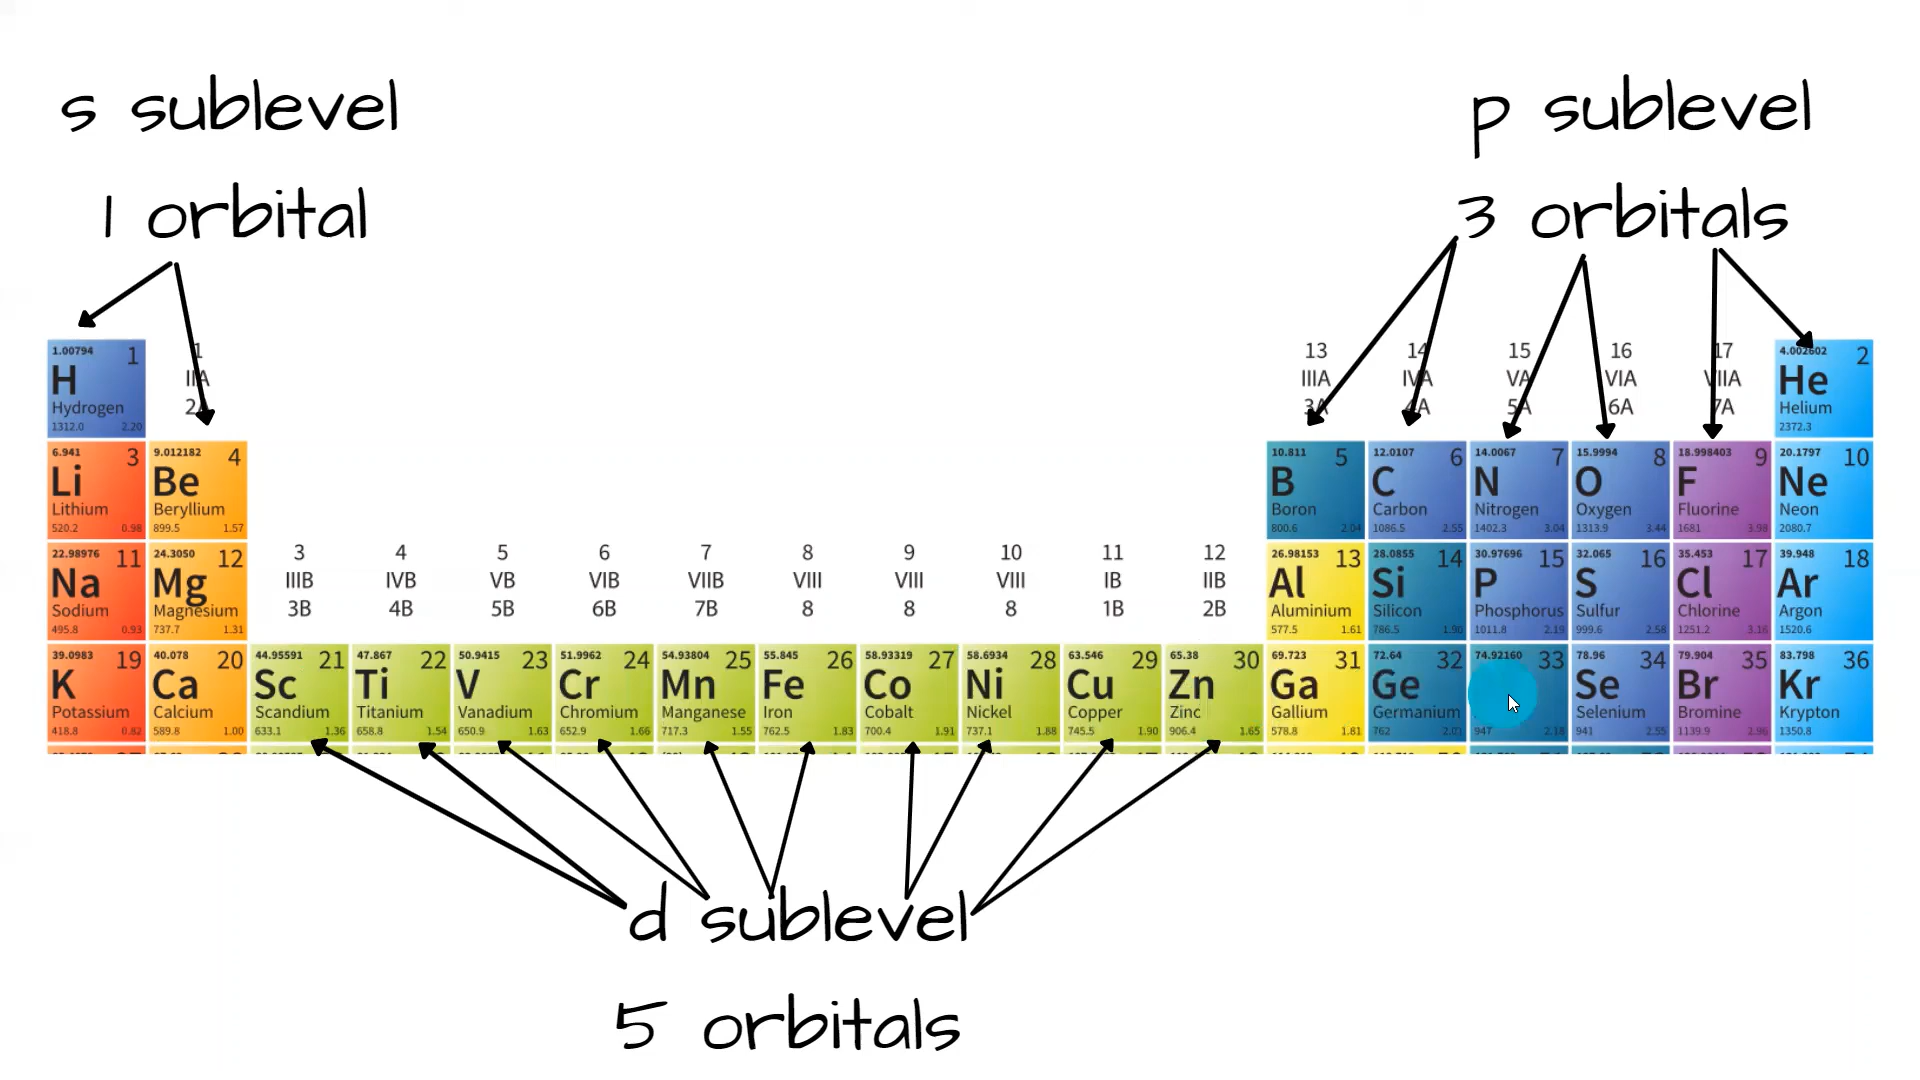 s sublevel
p sublevel
1 orbital
3 orbitals
1.00794 1
H
Hydrogen
1312.0 2.20
1
IIA
13 14 15 16 17
IIIA IVA VA VIA VIIA
3A 4A 5A 6A 7A
4.002602 2
He
Helium
2372.3
6.941 3 9.012182 4
Li Be
Lithium Beryllium
520.2 0.98 899.5 1.57
10.811 5 12.0107 6 14.0067 7 15.9994 8 18.998403 9 20.1797 10
B C N O F Ne
Boron Carbon Nitrogen Oxygen Fluorine Neon
800.6 2.04 1086.5 2.55 1402.3 3.04 1313.9 3.44 1681 3.98 2080.7
3 4 5 6 7 8 9 10 11 12
IIIB IVB VB VIB VIIB VIII VIII VIII IB IIB
3B 4B 5B 6B 7B 8 8 8 1B 2B
22.98976 11 24.3050 12
Na Mg
Sodium Magnesium
495.8 0.93 737.7 1.31
26.98153 13 28.0855 14 30.97696 15 32.065 16 35.453 17 39.948 18
Al Si P S Cl Ar
Aluminium Silicon Phosphorus Sulfur Chlorine Argon
577.5 1.61 786.5 1.90 1011.8 2.19 999.6 2.58 1251.2 3.16 1520.6
39.0983 19 40.078 20 44.95591 21 47.867 22 50.9415 23 51.9962 24 54.93804 25 55.845 26 58.93319 27 58.6934 28 63.546 29 65.38 30 69.723 31 72.64 32 74.92160 33 78.96 34 79.904 35 83.798 36
K Ca Sc Ti V Cr Mn Fe Co Ni Cu Zn Ga Ge Se Br Kr
Potassium Calcium Scandium Titanium Vanadium Chromium Manganese Iron Cobalt Nickel Copper Zinc Gallium Germanium Selenium Bromine Krypton
418.8 0.82 589.8 1.00 633.1 1.36 658.8 1.54 650.9 1.63 652.9 1.66 717.3 1.55 762.5 1.83 700.4 1.91 737.1 1.88 745.5 1.90 906.4 1.65 578.8 1.81 762 2.01 947 2.18 941 2.55 1139.9 2.96 1350.8
d sublevel
5 orbitals